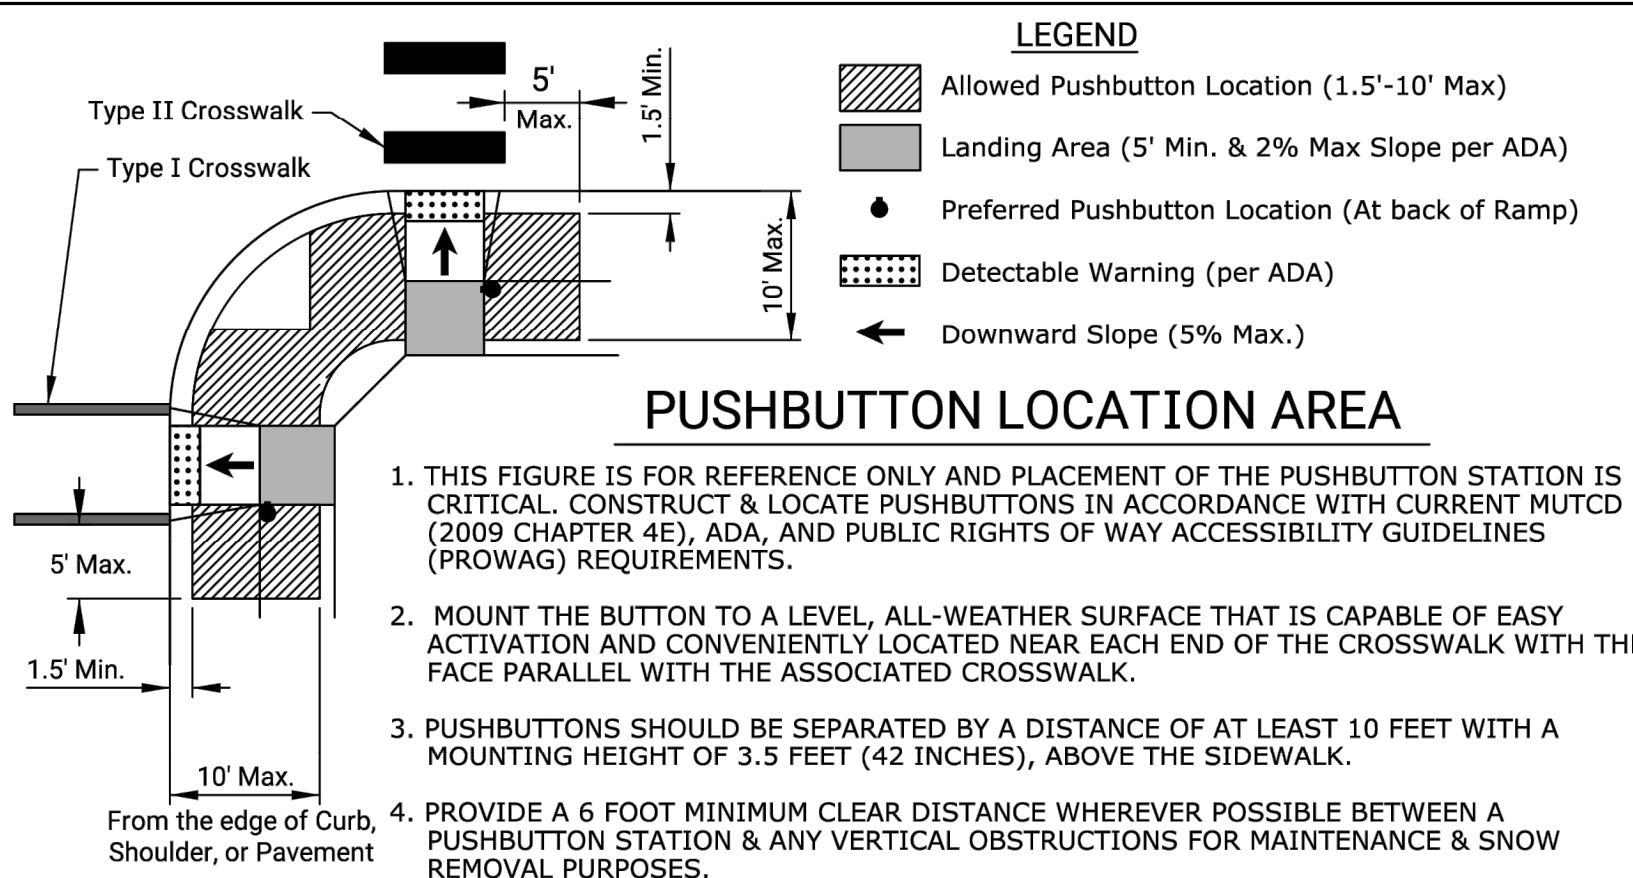 LEGEND
Allowed Pushbutton Location (1.5'-10' Max)
Landing Area (5' Min. & 2% Max Slope per ADA)
Preferred Pushbutton Location (At back of Ramp)
Detectable Warning (per ADA)
Downward Slope (5% Max.)
Type II Crosswalk
Type I Crosswalk
5'
Max.
1.5' Min.
10' Max.
5' Max.
1.5' Min.
10' Max.
From the edge of Curb,
Shoulder, or Pavement
PUSHBUTTON LOCATION AREA
1. THIS FIGURE IS FOR REFERENCE ONLY AND PLACEMENT OF THE PUSHBUTTON STATION IS
CRITICAL. CONSTRUCT & LOCATE PUSHBUTTONS IN ACCORDANCE WITH CURRENT MUTCD
(2009 CHAPTER 4E), ADA, AND PUBLIC RIGHTS OF WAY ACCESSIBILITY GUIDELINES
(PROWAG) REQUIREMENTS.
2. MOUNT THE BUTTON TO A LEVEL, ALL-WEATHER SURFACE THAT IS CAPABLE OF EASY
ACTIVATION AND CONVENIENTLY LOCATED NEAR EACH END OF THE CROSSWALK WITH TH
FACE PARALLEL WITH THE ASSOCIATED CROSSWALK.
3. PUSHBUTTONS SHOULD BE SEPARATED BY A DISTANCE OF AT LEAST 10 FEET WITH A
MOUNTING HEIGHT OF 3.5 FEET (42 INCHES), ABOVE THE SIDEWALK.
4. PROVIDE A 6 FOOT MINIMUM CLEAR DISTANCE WHEREVER POSSIBLE BETWEEN A
PUSHBUTTON STATION & ANY VERTICAL OBSTRUCTIONS FOR MAINTENANCE & SNOW
REMOVAL PURPOSES.